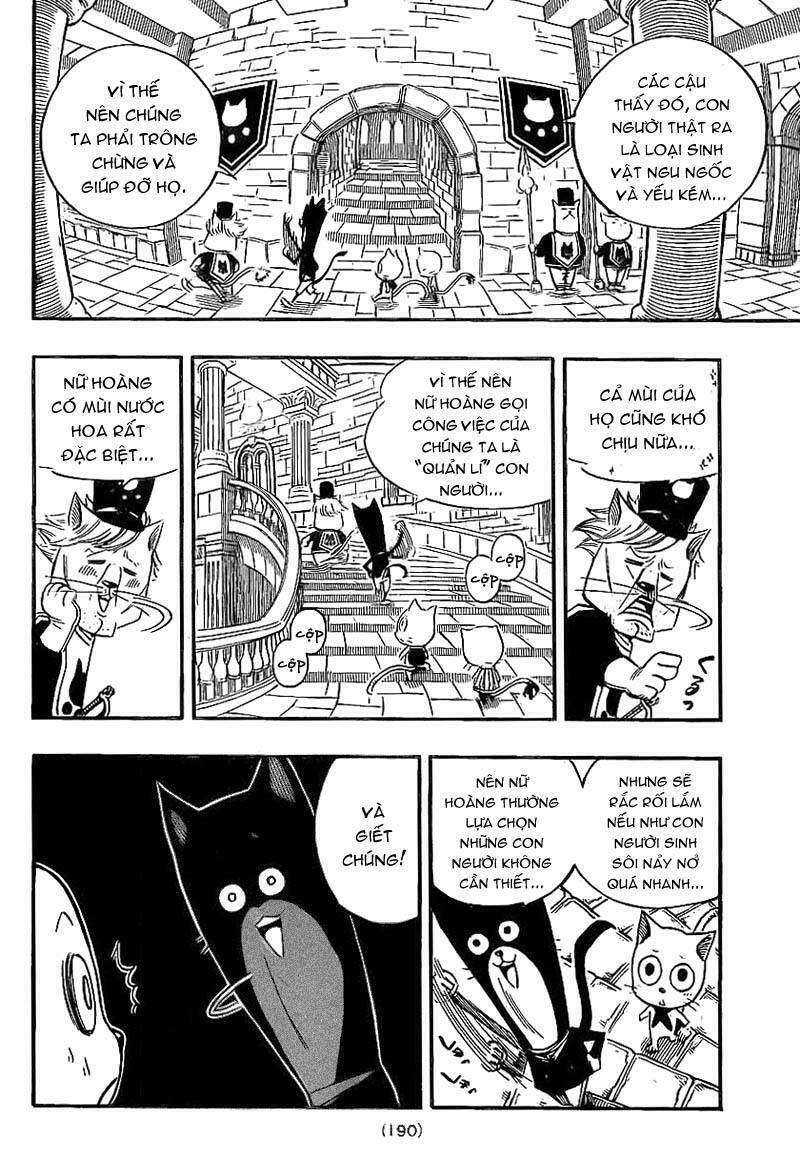 CÁC CẬU
THẤY ĐÓ, CON
NGƯỜI THẬT RA
LÀ LOẠI SINH
VẬT NGU NGỐC
VÀ YẾU KÉM...
VÌ THẾ
NÊN CHÚNG
TA PHẢI TRÔNG
CHỪNG VÀ
GIÚP ĐỠ HỌ.
CẢ MÙI CỦA
HỌ CŨNG KHÓ
CHỊU NỮA...
VÌ THẾ NÊN
NỮ HOÀNG GỌI
CÔNG VIỆC CỦA
CHÚNG TA LÀ
"QUẢN LÍ" CON
NGƯỜI...
CỘP
CỘP
CỘP
CỘP
NỮ HOÀNG
CÓ MÙI NƯỚC
HOA RẤT
ĐẶC BIỆT...
NHƯNG SẼ
RẮC RỐI LẮM
NẾU NHƯ CON
NGƯỜI SINH
SÔI NẢY NỞ
QUÁ NHANH...
NÊN NỮ
HOÀNG THƯỜNG
LỰA CHỌN
NHỮNG CON
NGƯỜI KHÔNG
CẦN THIẾT...
VÀ
GIẾT
CHÚNG!
(190)